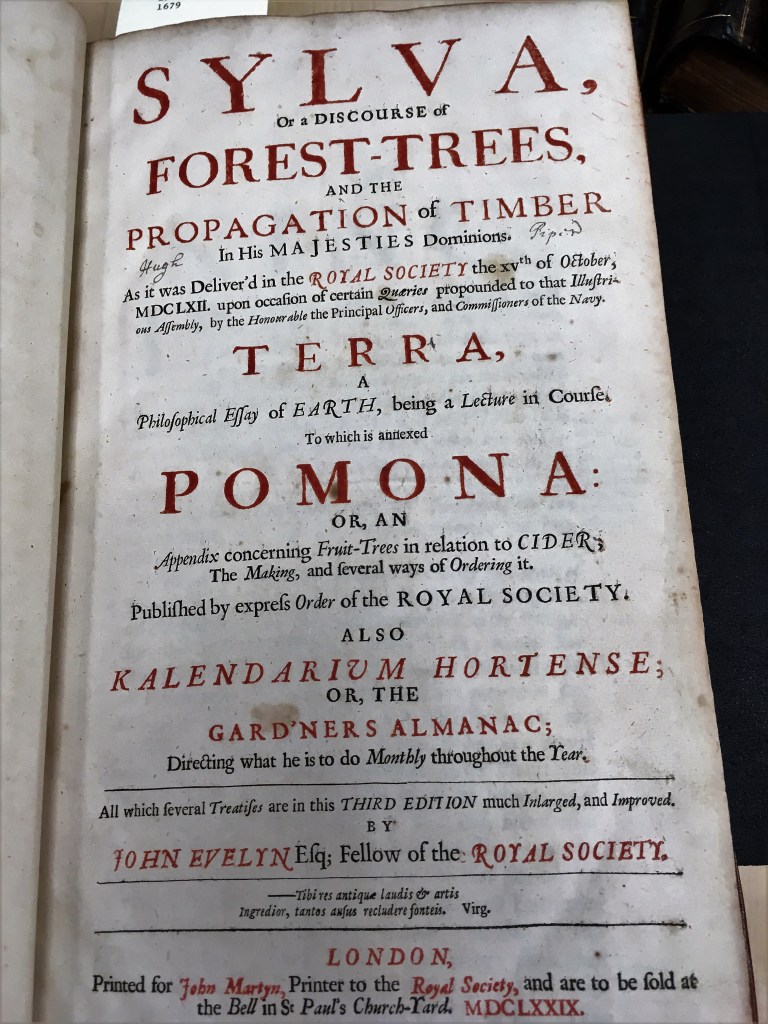 1679
SYLVA,
Or a DISCOURSE of
FOREST-TREES,
AND THE
PROPAGATION of TIMBER
In His MAJESTIES Dominions.
Hugh
As it was Deliver'd in the ROYAL SOCIETY the xvth of October,
MDCLXII. upon occaſion of certain Quæries propounded to that Illuſtri-
ous Aſſembly, by the Honourable the Principal Officers, and Commiſſioners of the Navy.
TERRA,
A
Philoſophical Eſſay of EARTH, being a Lecture in Courſe.
To which is annexed
POMONA:
OR, AN
Appendix concerning Fruit-Trees in relation to CIDER;
The Making, and ſeveral ways of Ordering it.
Publiſhed by expreſs Order of the ROYAL SOCIETY.
ALSO
KALENDARIUM HORTENSE;
OR, THE
GARD'NERS ALMANAC;
Directing what he is to do Monthly throughout the Year.
All which ſeveral Treatiſes are in this THIRD EDITION much Inlarged, and Improved.
BY
JOHN EVELYN Eſq; Fellow of the ROYAL SOCIETY.
——Tibi res antiquæ laudis & artis
Ingredior, tantos auſus recludere fonteis. Virg.
LONDON,
Printed for John Martyn, Printer to the Royal Society, and are to be ſold at
the Bell in St Paul's Church-Yard. MDCLXXIX.